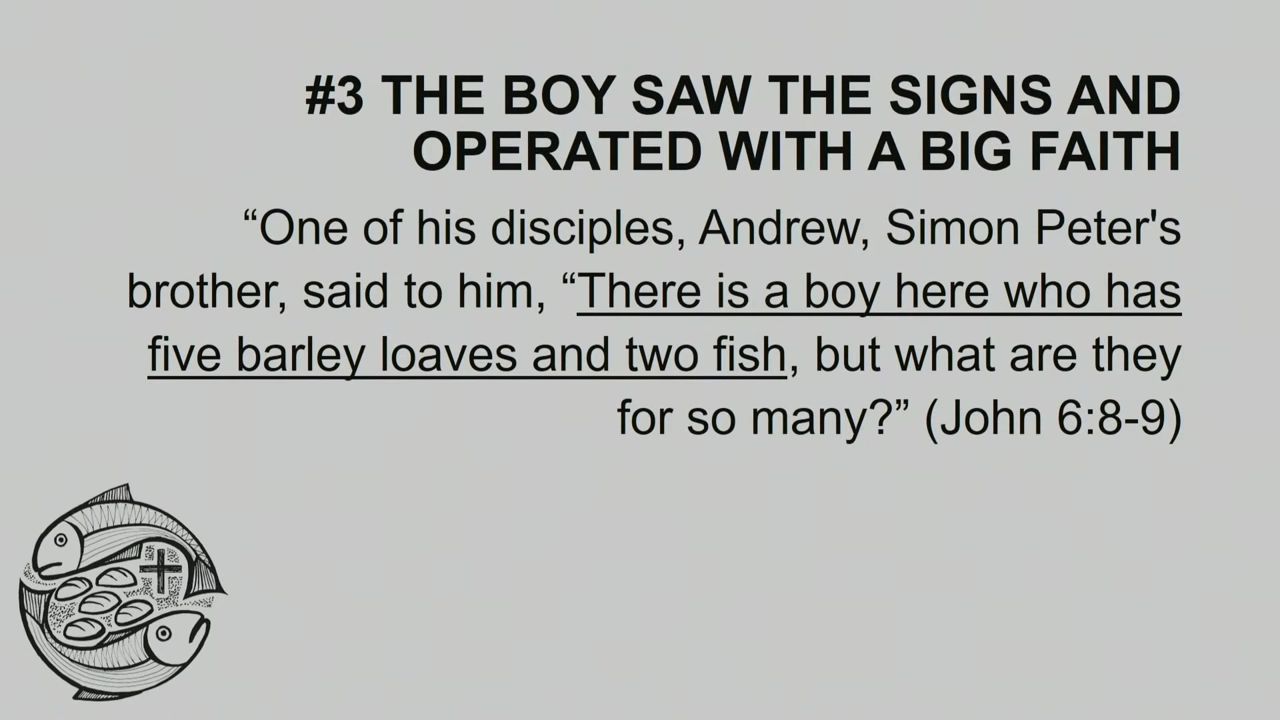 #3 THE BOY SAW THE SIGNS AND
OPERATED WITH A BIG FAITH
“One of his disciples, Andrew, Simon Peter's
brother, said to him, “There is a boy here who has
five barley loaves and two fish, but what are they
for so many?” (John 6:8-9)